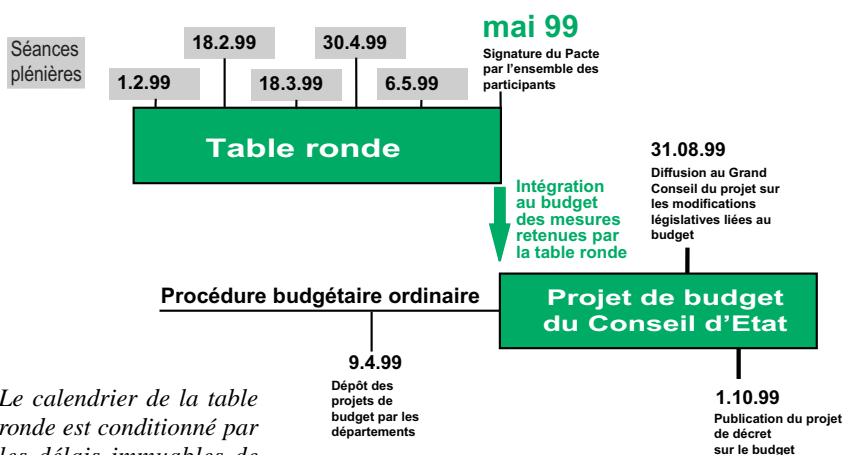 Séances
plénières
1.2.99
18.2.99
18.3.99
30.4.99
6.5.99
mai 99
Signature du Pacte
par l'ensemble des
participants
Table ronde
Intégration
au budget
des mesures
retenues par
la table ronde
31.08.99
Diffusion au Grand
Conseil du projet sur
les modifications
législatives liées au
budget
Procédure budgétaire ordinaire
Projet de budget
du Conseil d'Etat
9.4.99
Dépôt des
projets de
budget par les
départements
1.10.99
Publication du projet
de décret
sur le budget
Le calendrier de la table
ronde est conditionné par
les délais immuables de